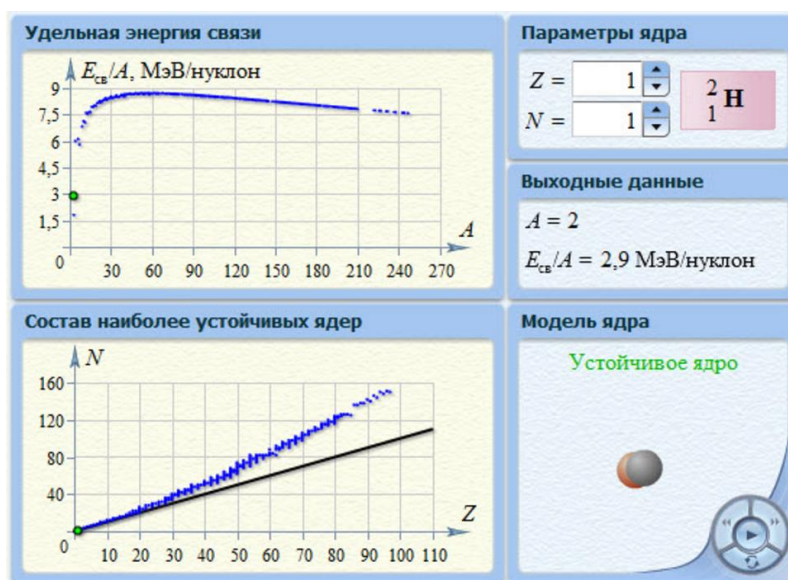 Удельная энергия связи
Eсв/A, МэВ/нуклон
9
7,5
6
4,5
3
1,5
0
30 60 90 120 150 180 210 240 270
A
Параметры ядра
Z = 1
N = 1
2
1 H
Выходные данные
A = 2
Eсв/A = 2,9 МэВ/нуклон
Состав наиболее устойчивых ядер
N
160
120
80
40
0
10 20 30 40 50 60 70 80 90 100 110
Z
Модель ядра
Устойчивое ядро